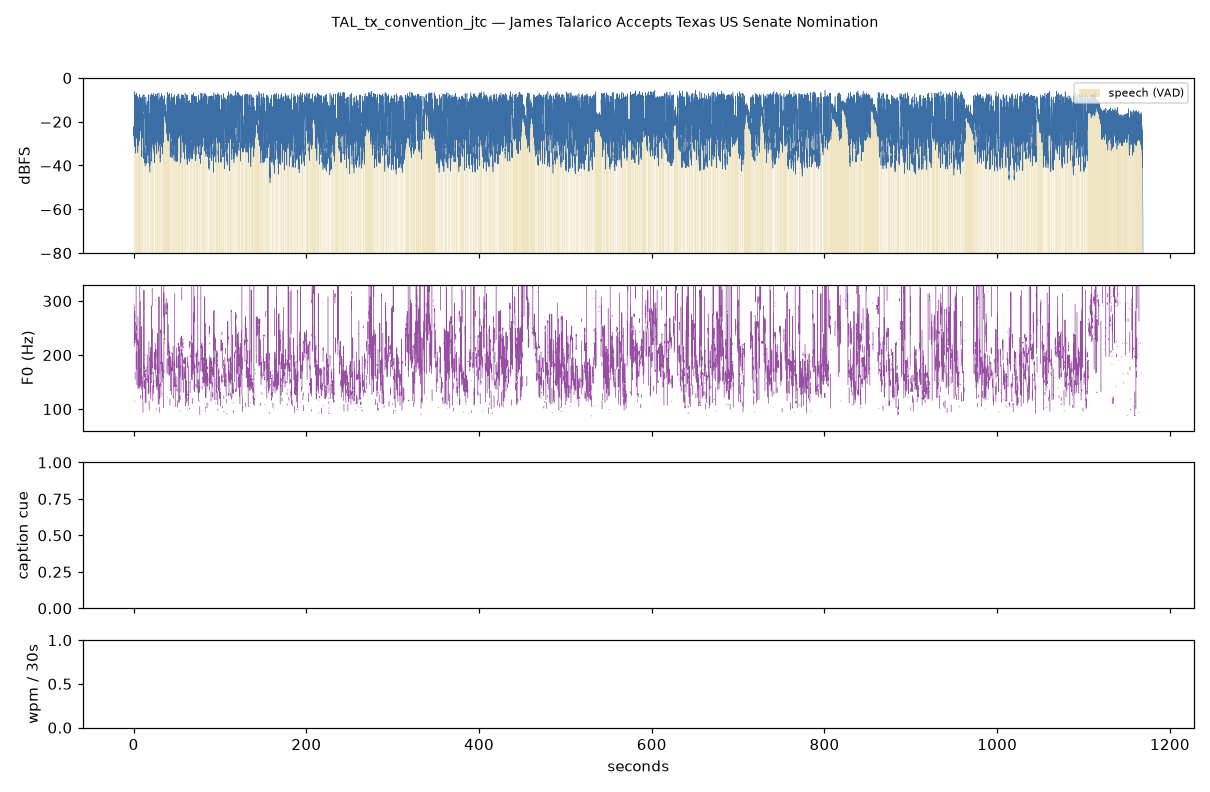 TAL_tx_convention_jtc — James Talarico Accepts Texas US Senate Nomination
0
−20
−40
−60
−80
dBFS
speech (VAD)
300
200
100
F0 (Hz)
1.00
0.75
0.50
0.25
0.00
caption cue
1.0
0.5
0.0
wpm / 30s
0 200 400 600 800 1000 1200
seconds